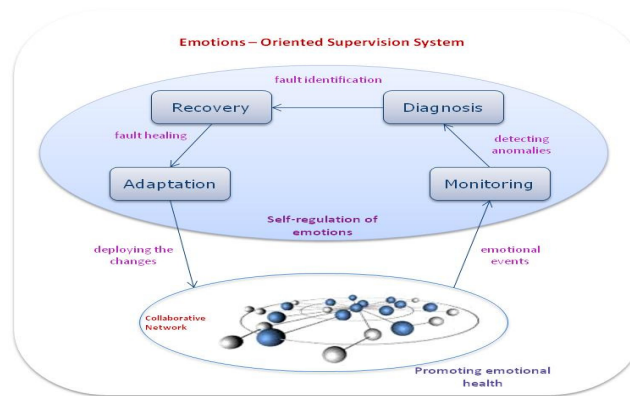 Emotions – Oriented Supervision System
fault identification
Recovery
Diagnosis
fault healing
detecting
anomalies
Adaptation
Monitoring
Self-regulation of
emotions
deploying the
changes
emotional
events
Collaborative
Network
Promoting emotional
health